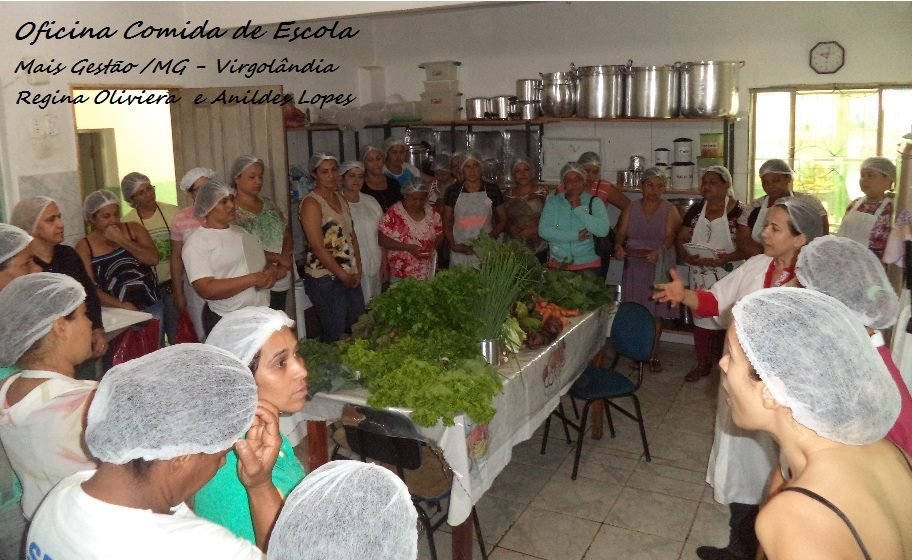 Oficina Comida de Escola
Mais Gestão /MG - Virgolândia
Regina Oliviera e Anildes Lopes